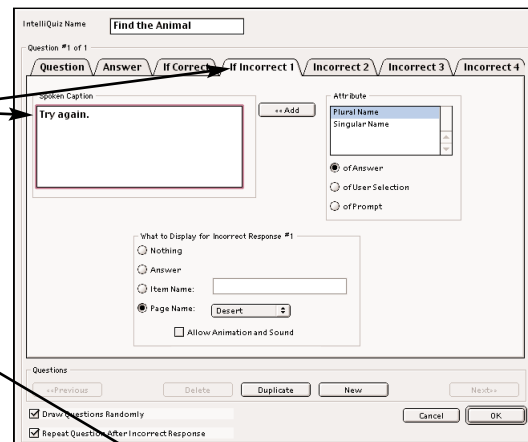 IntelliQuiz Name Find the Animal
Question #1 of 1
Question Answer If Correct If Incorrect 1 Incorrect 2 Incorrect 3 Incorrect 4
Spoken Caption
Try again.
<< Add
Attribute
Plural Name
Singular Name
of Answer
of User Selection
of Prompt
What to Display for Incorrect Response #1
Nothing
Answer
Item Name:
Page Name: Desert
Allow Animation and Sound
Questions
<<Previous Delete Duplicate New Next>>
Draw Questions Randomly
Cancel OK
Repeat Question After Incorrect Response